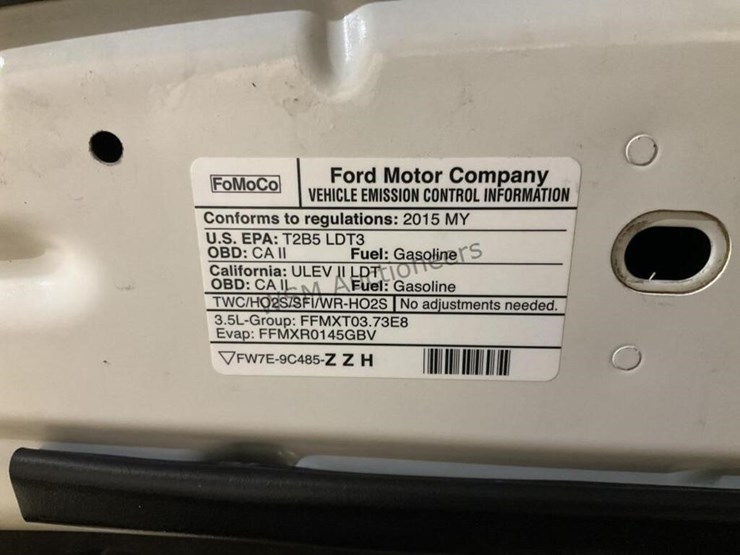 FoMoCo
Ford Motor Company
VEHICLE EMISSION CONTROL INFORMATION
Conforms to regulations: 2015 MY
U.S. EPA: T2B5 LDT3
OBD: CA II Fuel: Gasoline
California: ULEV II LDT
OBD: CA II Fuel: Gasoline
TWC/HO2S/SFI/WR-HO2S No adjustments needed.
3.5L-Group: FFMXT03.73E8
Evap: FFMXR0145GBV
FW7E-9C485-Z Z H
Auctioneers